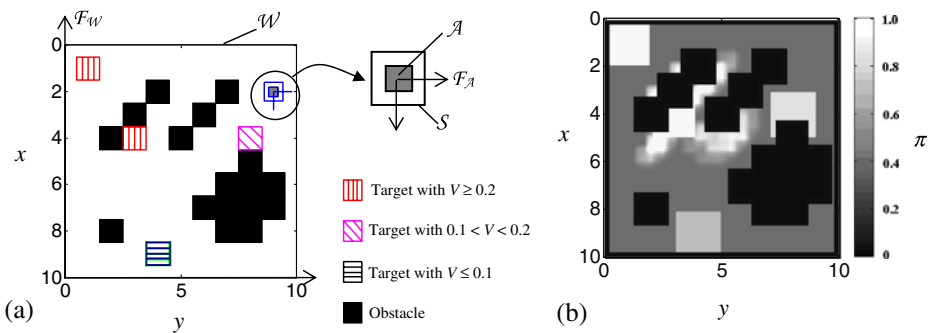 ℱ𝒲
𝒲
0
2
4
6
8
10
x
0
5
10
y
(a)
𝒜
ℱ𝒜
𝒮
Target with V ≥ 0.2
Target with 0.1 < V < 0.2
Target with V ≤ 0.1
Obstacle
0
2
4
6
8
10
x
0
5
10
y
(b)
1.0
0.8
0.6
0.4
0.2
0
π